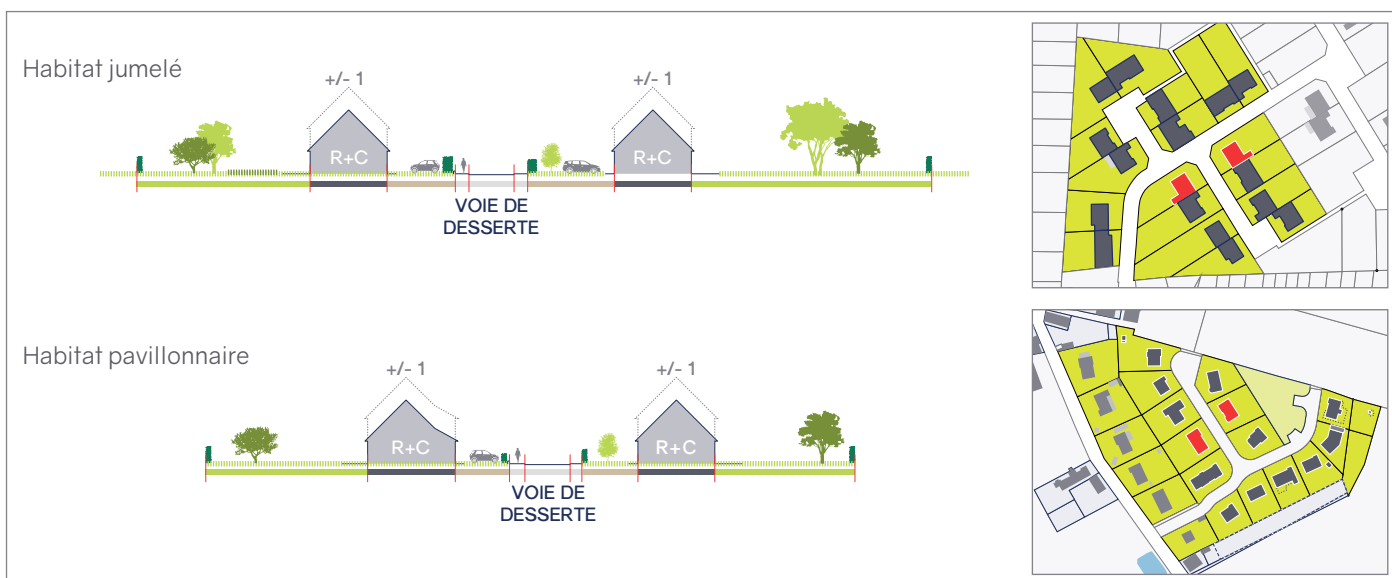 Habitat jumelé
+/- 1
+/- 1
R+C
R+C
VOIE DE
DESSERTE
Habitat pavillonnaire
+/- 1
+/- 1
R+C
R+C
VOIE DE
DESSERTE